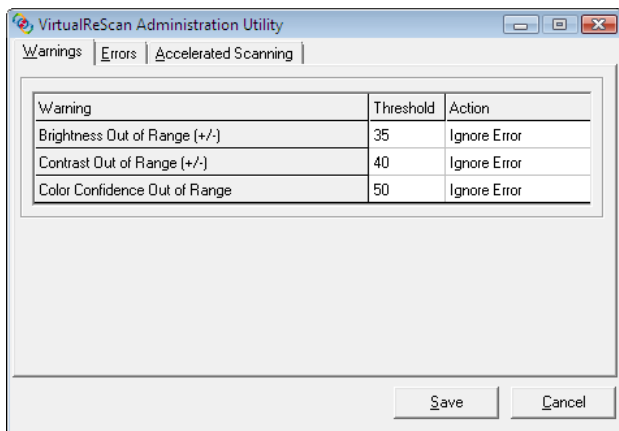 VirtualReScan Administration Utility
Warnings Errors Accelerated Scanning
Warning Threshold Action
Brightness Out of Range (+/-) 35 Ignore Error
Contrast Out of Range (+/-) 40 Ignore Error
Color Confidence Out of Range 50 Ignore Error
Save Cancel